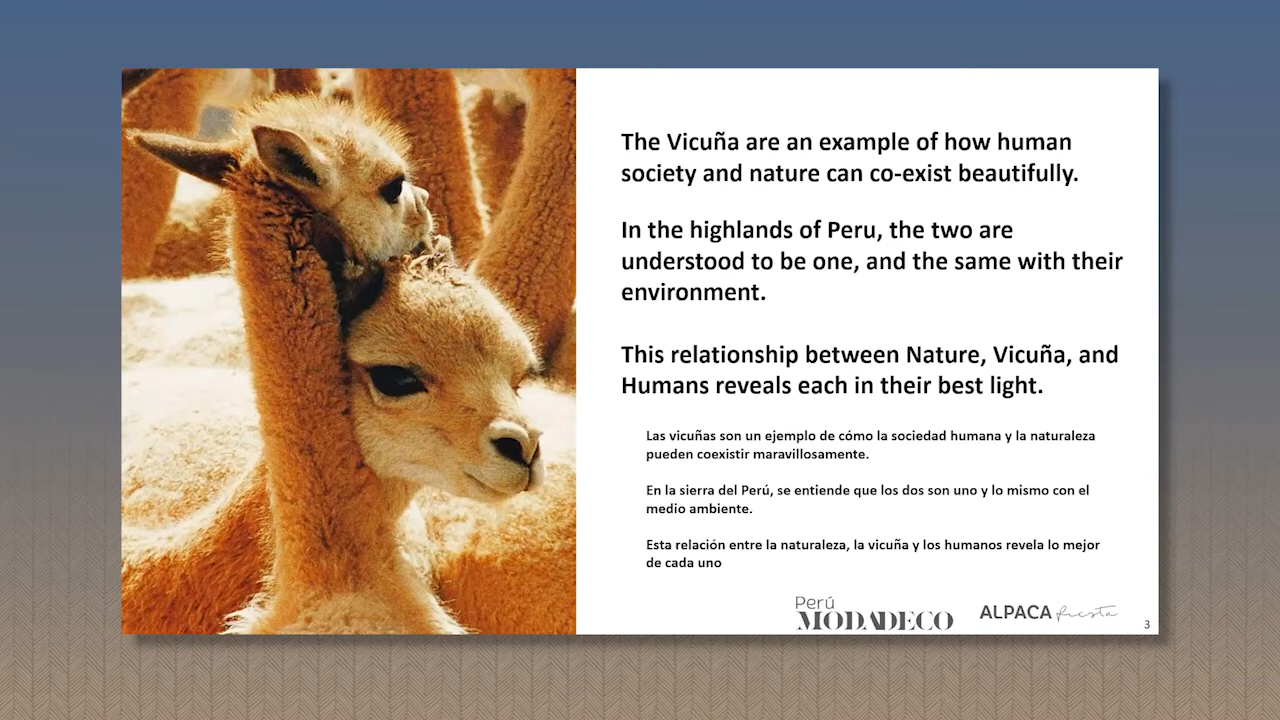 The Vicuña are an example of how human
society and nature can co-exist beautifully.
In the highlands of Peru, the two are
understood to be one, and the same with their
environment.
This relationship between Nature, Vicuña, and
Humans reveals each in their best light.
Las vicuñas son un ejemplo de cómo la sociedad humana y la naturaleza
pueden coexistir maravillosamente.
En la sierra del Perú, se entiende que los dos son uno y lo mismo con el
medio ambiente.
Esta relación entre la naturaleza, la vicuña y los humanos revela lo mejor
de cada uno
Perú
MODADECO
ALPACA fiesta
3